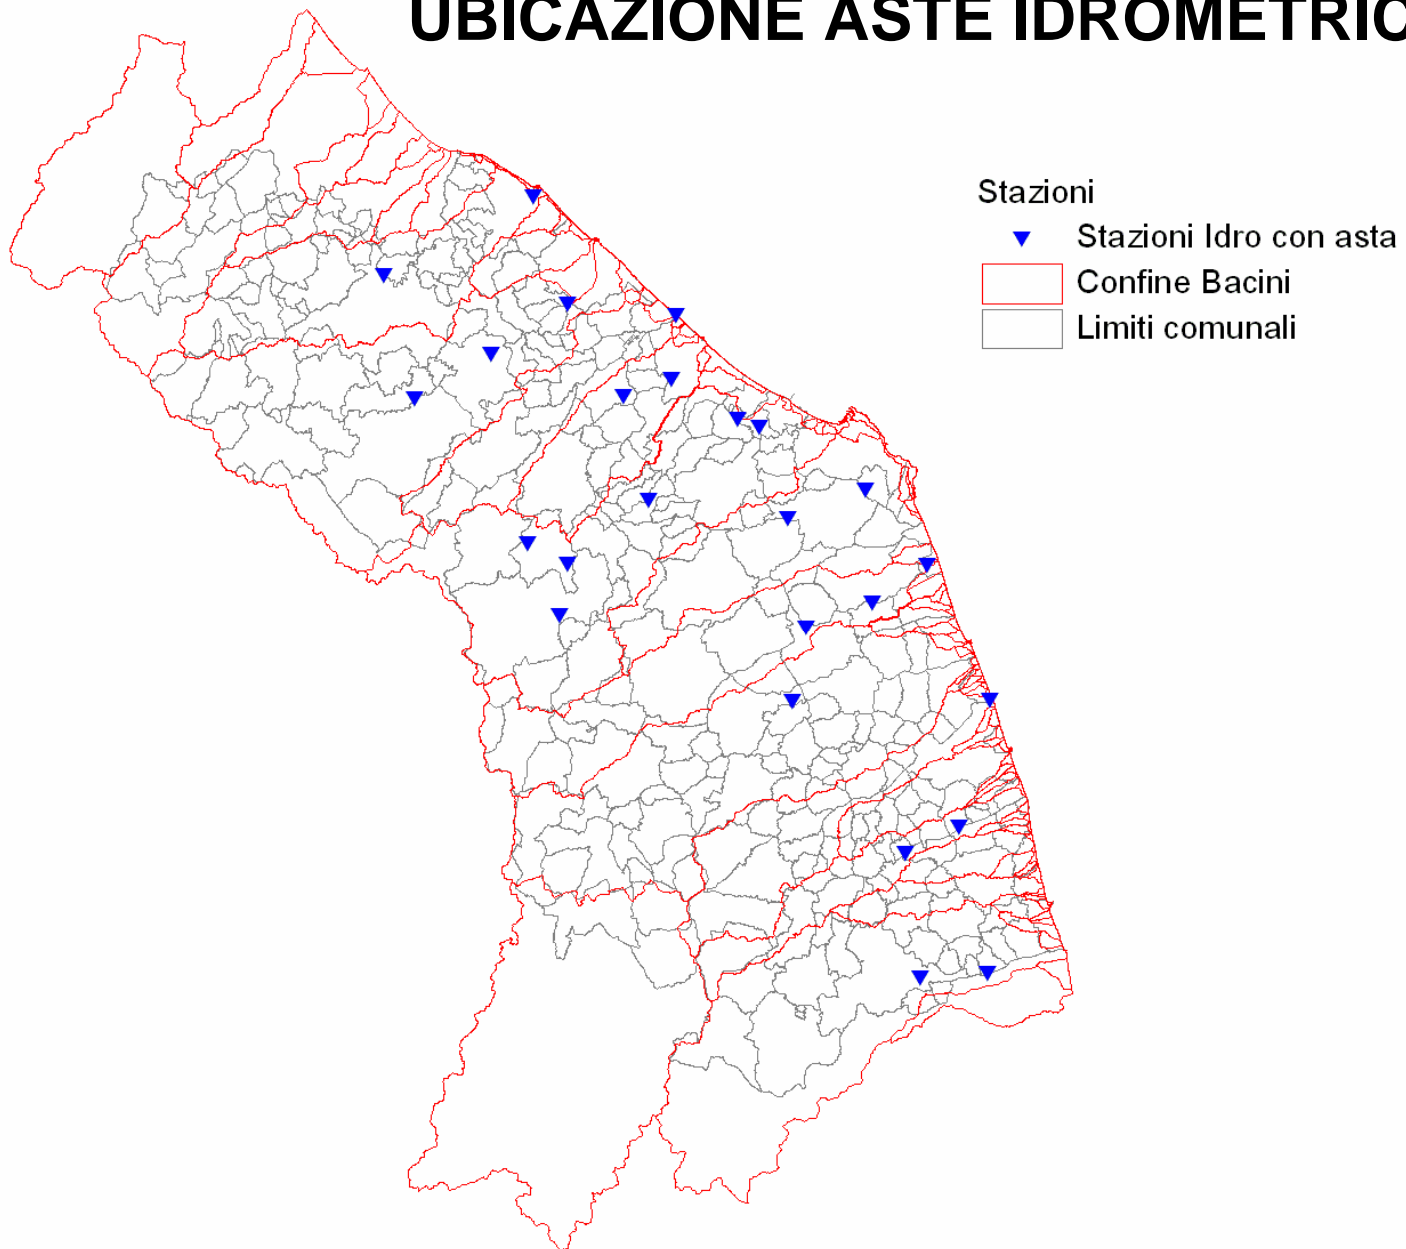 UBICAZIONE ASTE IDROMETRIC
Stazioni
Stazioni Idro con asta
Confine Bacini
Limiti comunali